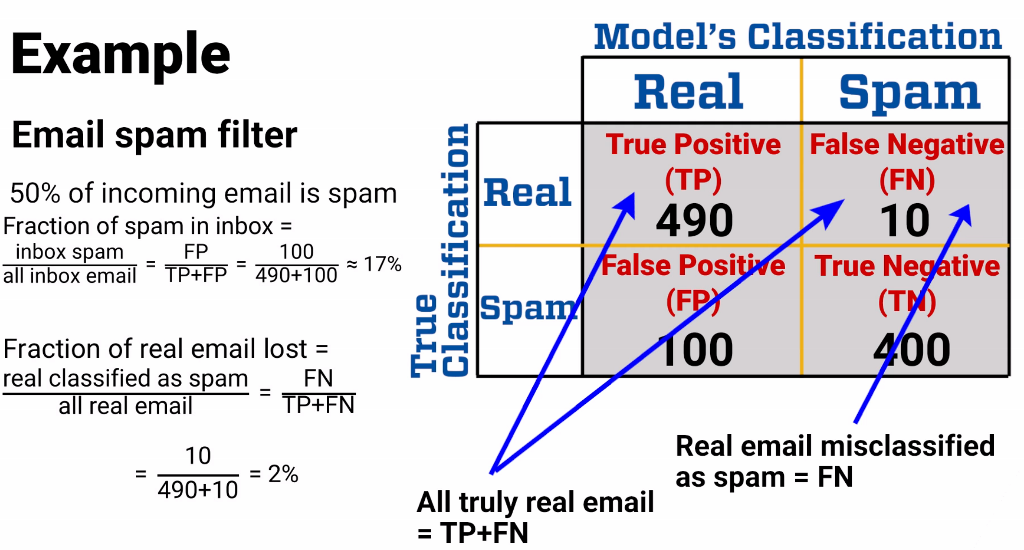 Example
Email spam filter
50% of incoming email is spam
Fraction of spam in inbox =
inbox spam / all inbox email = FP / TP+FP = 100 / 490+100 ≈ 17%
Fraction of real email lost =
real classified as spam / all real email = FN / TP+FN
= 10 / 490+10 = 2%
Model's Classification
Real Spam
True Classification
Real
True Positive
(TP)
490
False Negative
(FN)
10
Spam
False Positive
(FP)
100
True Negative
(TN)
400
All truly real email
= TP+FN
Real email misclassified
as spam = FN